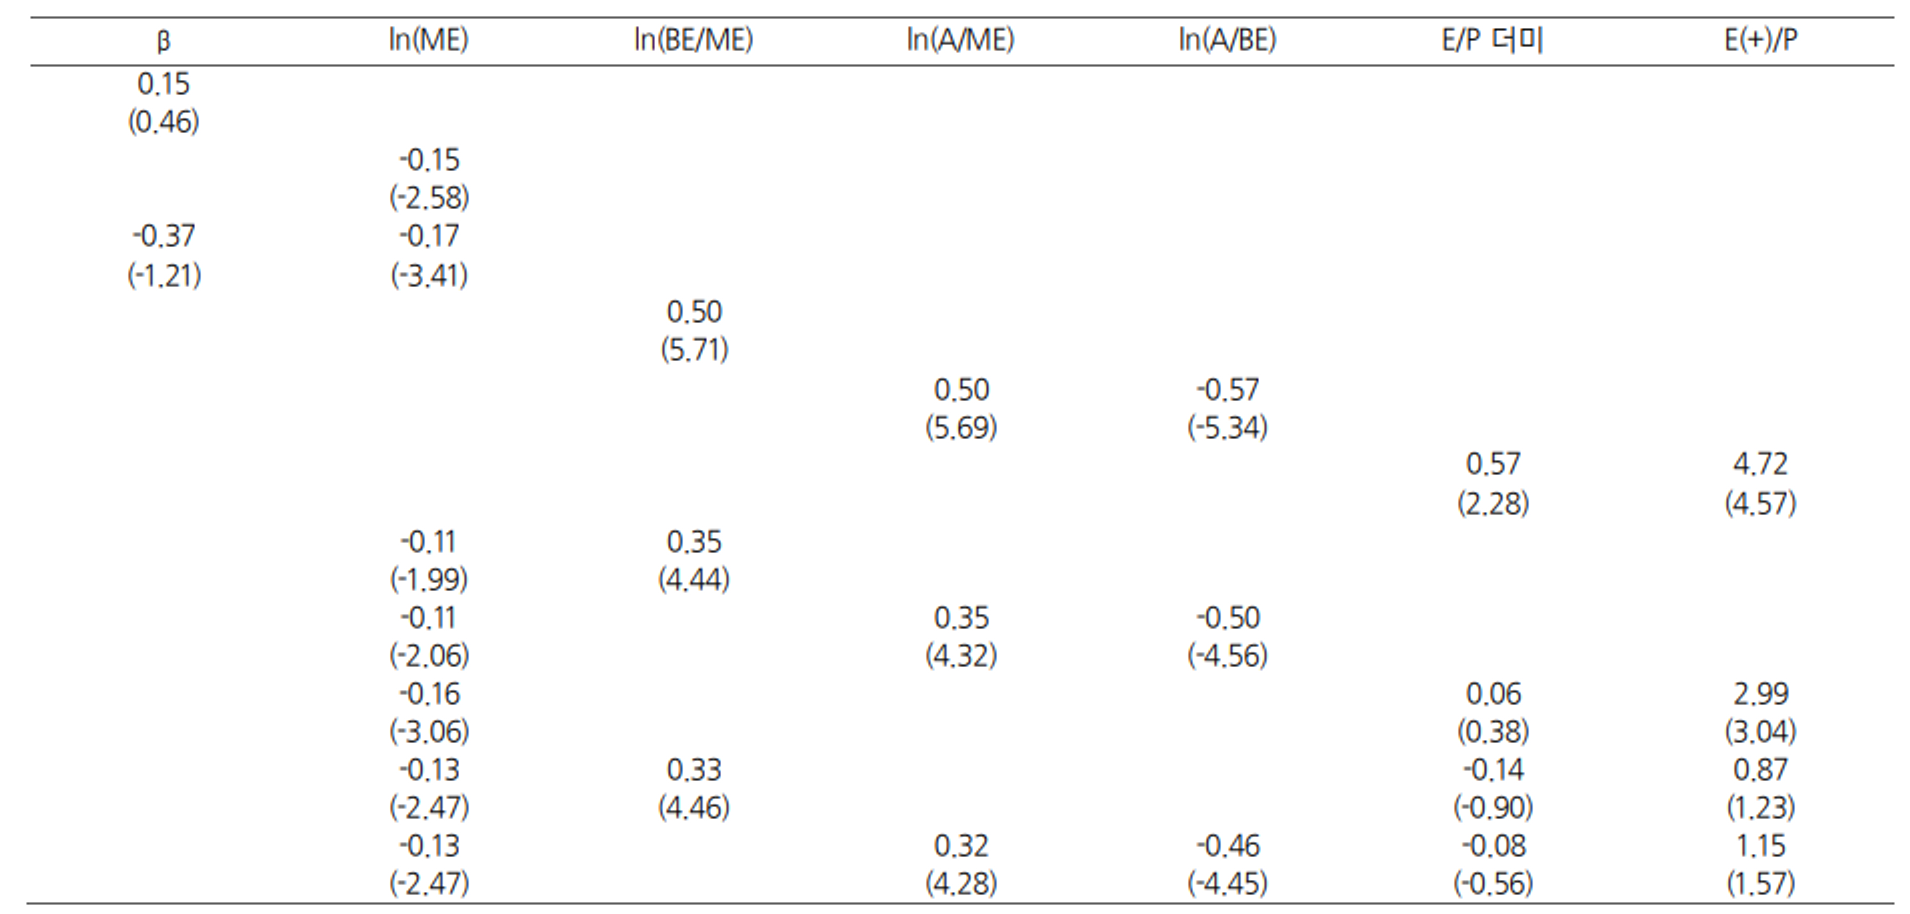 β ln(ME) ln(BE/ME) ln(A/ME) ln(A/BE) E/P 더미 E(+)/P
0.15
(0.46)
-0.15
(-2.58)
-0.37 -0.17
(-1.21) (-3.41)
0.50
(5.71)
0.50 -0.57
(5.69) (-5.34)
0.57 4.72
(2.28) (4.57)
-0.11 0.35
(-1.99) (4.44)
-0.11 0.35 -0.50
(-2.06) (4.32) (-4.56)
-0.16 0.06 2.99
(-3.06) (0.38) (3.04)
-0.13 0.33 -0.14 0.87
(-2.47) (4.46) (-0.90) (1.23)
-0.13 0.32 -0.46 -0.08 1.15
(-2.47) (4.28) (-4.45) (-0.56) (1.57)